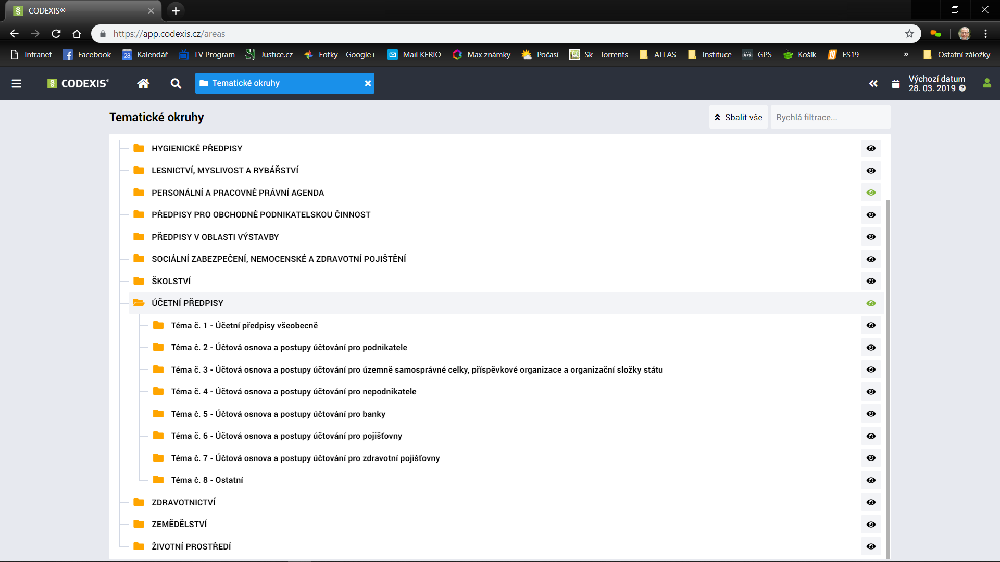 CODEXIS®
https://app.codexis.cz/areas
Intranet Facebook 28 Kalendář TV Program Justice.cz Fotky – Google+ Mail KERIO Max známky Počasí Sk - Torrents ATLAS Instituce GPS GPS Košík 19 FS19 » Ostatní záložky
§ CODEXIS® Tematické okruhy
Výchozí datum
28. 03. 2019
Tematické okruhy
Sbalit vše
Rychlá filtrace...
HYGIENICKÉ PŘEDPISY
LESNICTVÍ, MYSLIVOST A RYBÁŘSTVÍ
PERSONÁLNÍ A PRACOVNĚ PRÁVNÍ AGENDA
PŘEDPISY PRO OBCHODNĚ PODNIKATELSKOU ČINNOST
PŘEDPISY V OBLASTI VÝSTAVBY
SOCIÁLNÍ ZABEZPEČENÍ, NEMOCENSKÉ A ZDRAVOTNÍ POJIŠTĚNÍ
ŠKOLSTVÍ
ÚČETNÍ PŘEDPISY
Téma č. 1 - Účetní předpisy všeobecně
Téma č. 2 - Účtová osnova a postupy účtování pro podnikatele
Téma č. 3 - Účtová osnova a postupy účtování pro územně samosprávné celky, příspěvkové organizace a organizační složky státu
Téma č. 4 - Účtová osnova a postupy účtování pro nepodnikatele
Téma č. 5 - Účtová osnova a postupy účtování pro banky
Téma č. 6 - Účtová osnova a postupy účtování pro pojišťovny
Téma č. 7 - Účtová osnova a postupy účtování pro zdravotní pojišťovny
Téma č. 8 - Ostatní
ZDRAVOTNICTVÍ
ZEMĚDĚLSTVÍ
ŽIVOTNÍ PROSTŘEDÍ